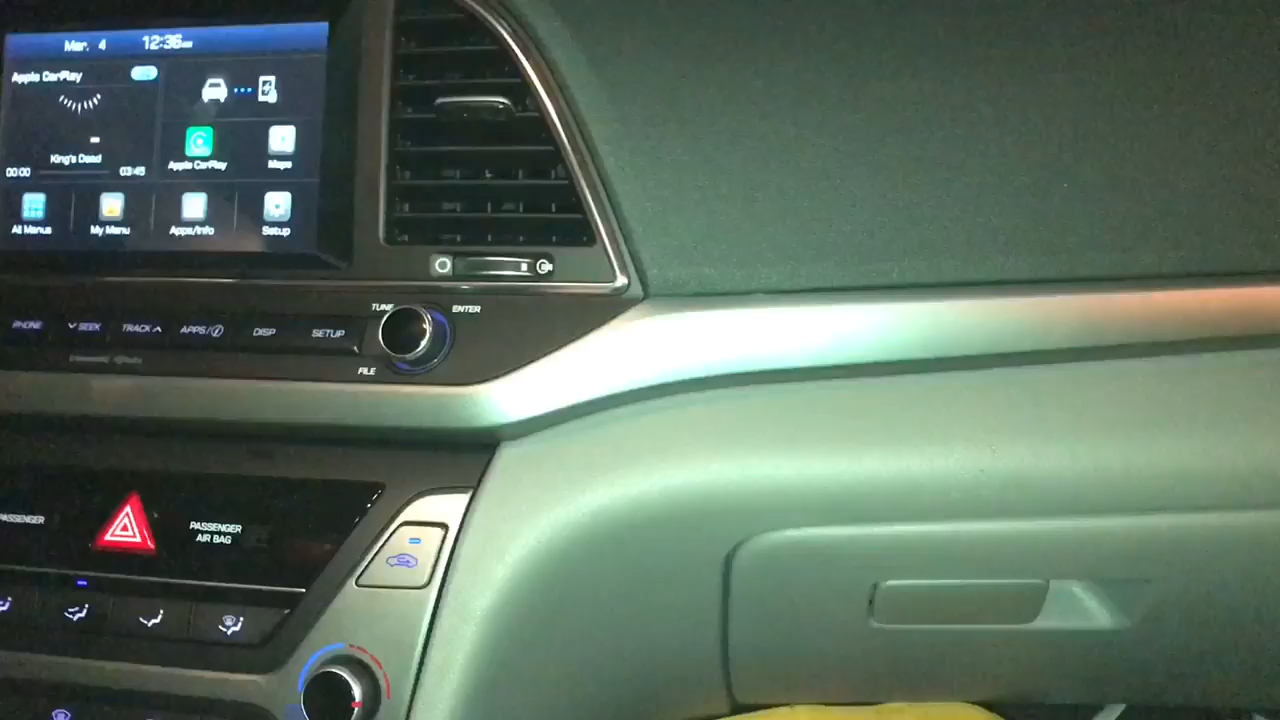 Mar. 4 12:36
Apple CarPlay
King's Dead
00:00 03:45
Apple CarPlay Maps
All Menus My Menu Apps/Info Setup
TUNE ENTER
PHONE SEEK TRACK APPS/i DISP SETUP
FILE
PASSENGER
PASSENGER
AIR BAG